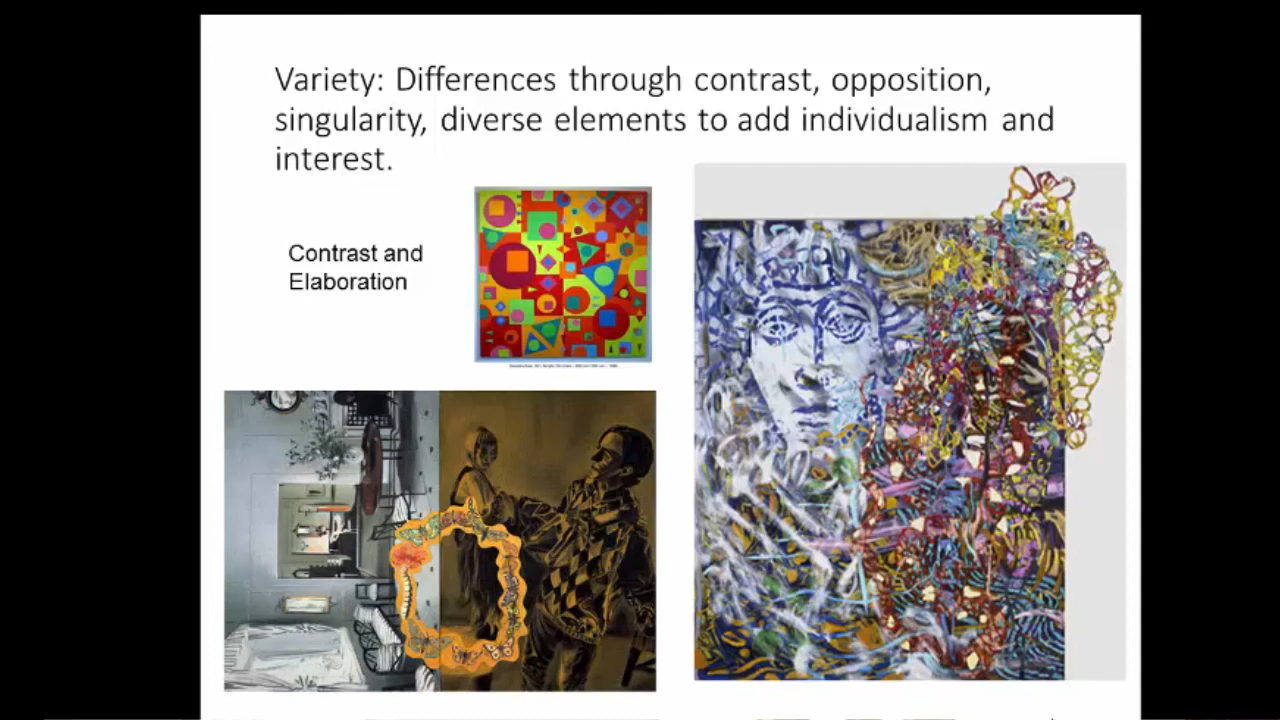 Variety: Differences through contrast, opposition,
singularity, diverse elements to add individualism and
interest.
Contrast and
Elaboration